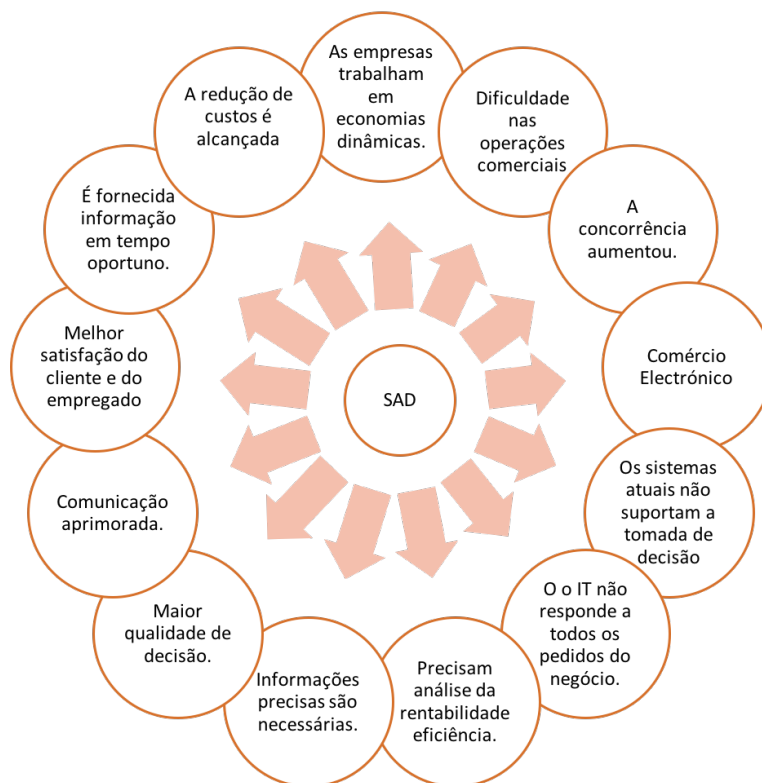 As empresas
trabalham
em
economias
dinâmicas.
Dificuldade
nas
operações
comerciais
A
concorrência
aumentou.
Comércio
Electrónico
Os sistemas
atuais não
suportam a
tomada de
decisão
O o IT não
responde a
todos os
pedidos do
negócio.
Precisam
análise da
rentabilidade
eficiência.
Informações
precisas são
necessárias.
Maior
qualidade de
decisão.
Comunicação
aprimorada.
Melhor
satisfação do
cliente e do
empregado
É fornecida
informação
em tempo
oportuno.
A redução de
custos é
alcançada
SAD